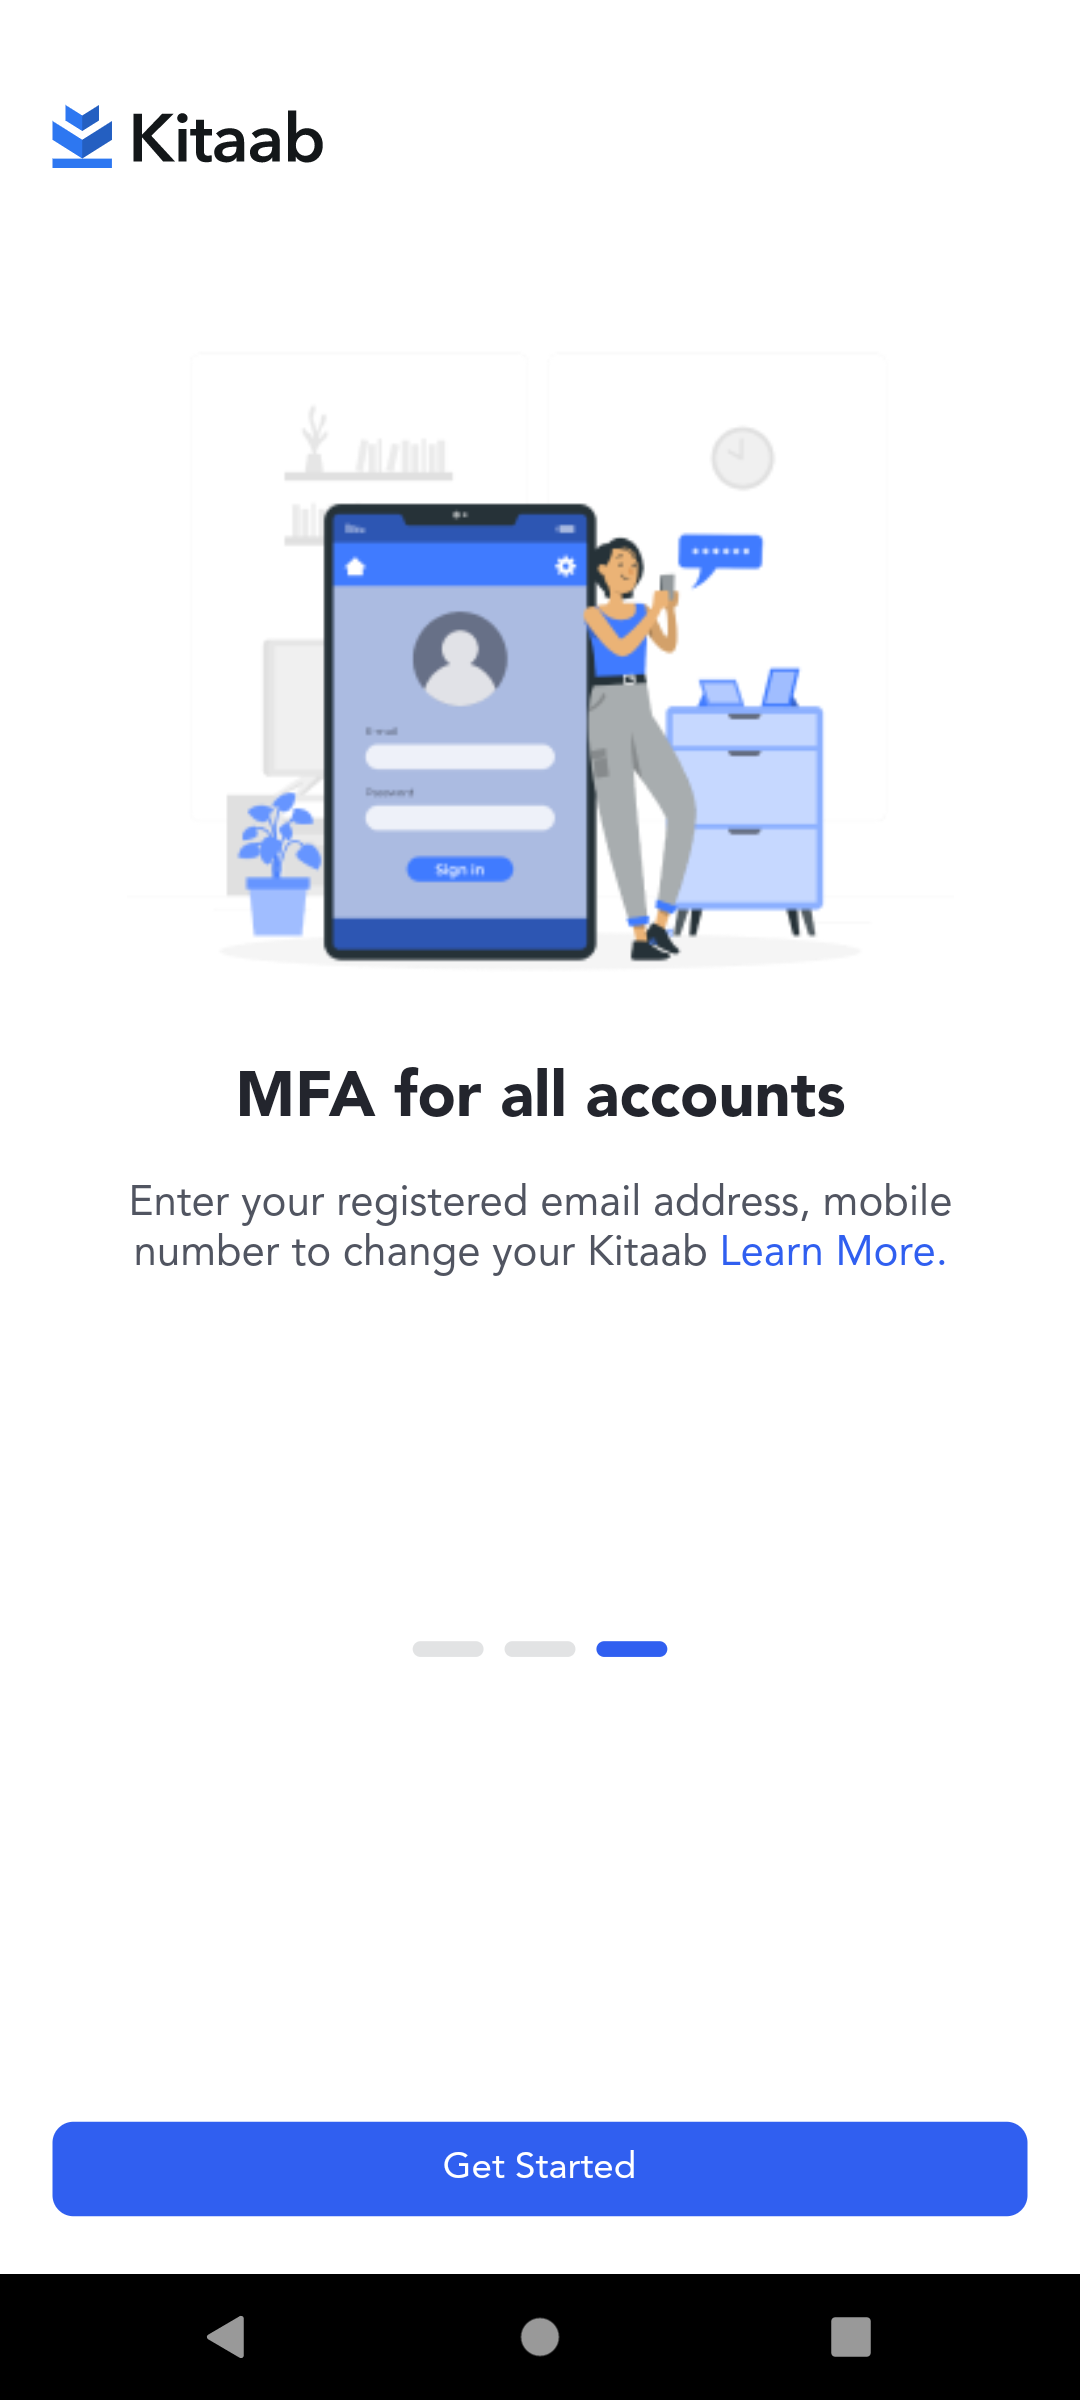 Kitaab
E-mail
Password
Sign in
MFA for all accounts
Enter your registered email address, mobile
number to change your Kitaab Learn More.
Get Started